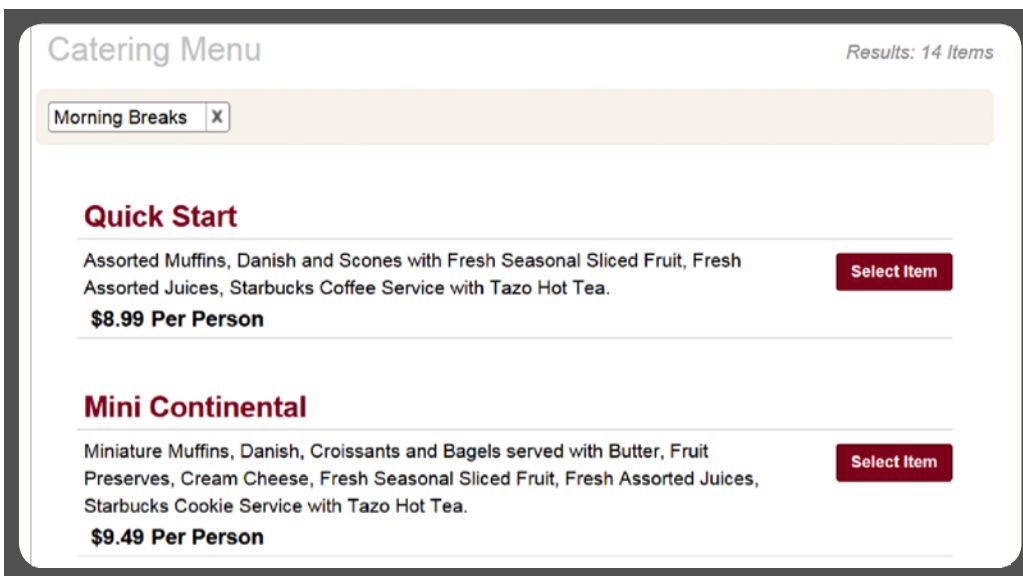 Catering Menu
Results: 14 Items
Morning Breaks X
Quick Start
Assorted Muffins, Danish and Scones with Fresh Seasonal Sliced Fruit, Fresh
Assorted Juices, Starbucks Coffee Service with Tazo Hot Tea.
$8.99 Per Person
Select Item
Mini Continental
Miniature Muffins, Danish, Croissants and Bagels served with Butter, Fruit
Preserves, Cream Cheese, Fresh Seasonal Sliced Fruit, Fresh Assorted Juices,
Starbucks Cookie Service with Tazo Hot Tea.
$9.49 Per Person
Select Item